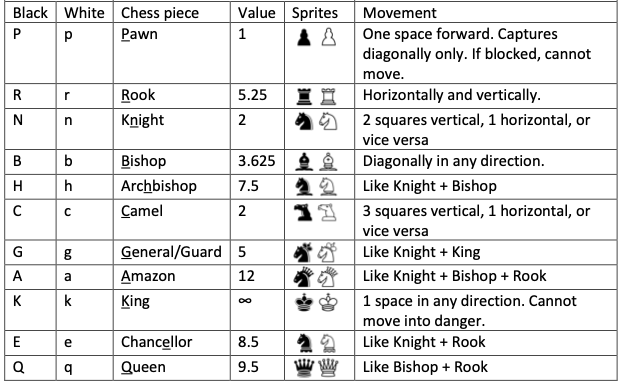 Black White Chess piece Value Sprites Movement
P p Pawn 1 One space forward. Captures
diagonally only. If blocked, cannot
move.
R r Rook 5.25 Horizontally and vertically.
N n Knight 2 2 squares vertical, 1 horizontal, or
vice versa
B b Bishop 3.625 Diagonally in any direction.
H h Archbishop 7.5 Like Knight + Bishop
C c Camel 2 3 squares vertical, 1 horizontal, or
vice versa
G g General/Guard 5 Like Knight + King
A a Amazon 12 Like Knight + Bishop + Rook
K k King ∞ 1 space in any direction. Cannot
move into danger.
E e Chancellor 8.5 Like Knight + Rook
Q q Queen 9.5 Like Bishop + Rook